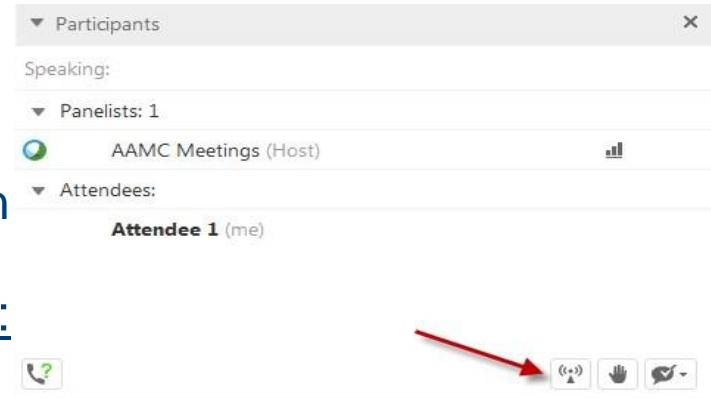 Participants
Speaking:
Panelists: 1
AAMC Meetings (Host)
Attendees:
Attendee 1 (me)